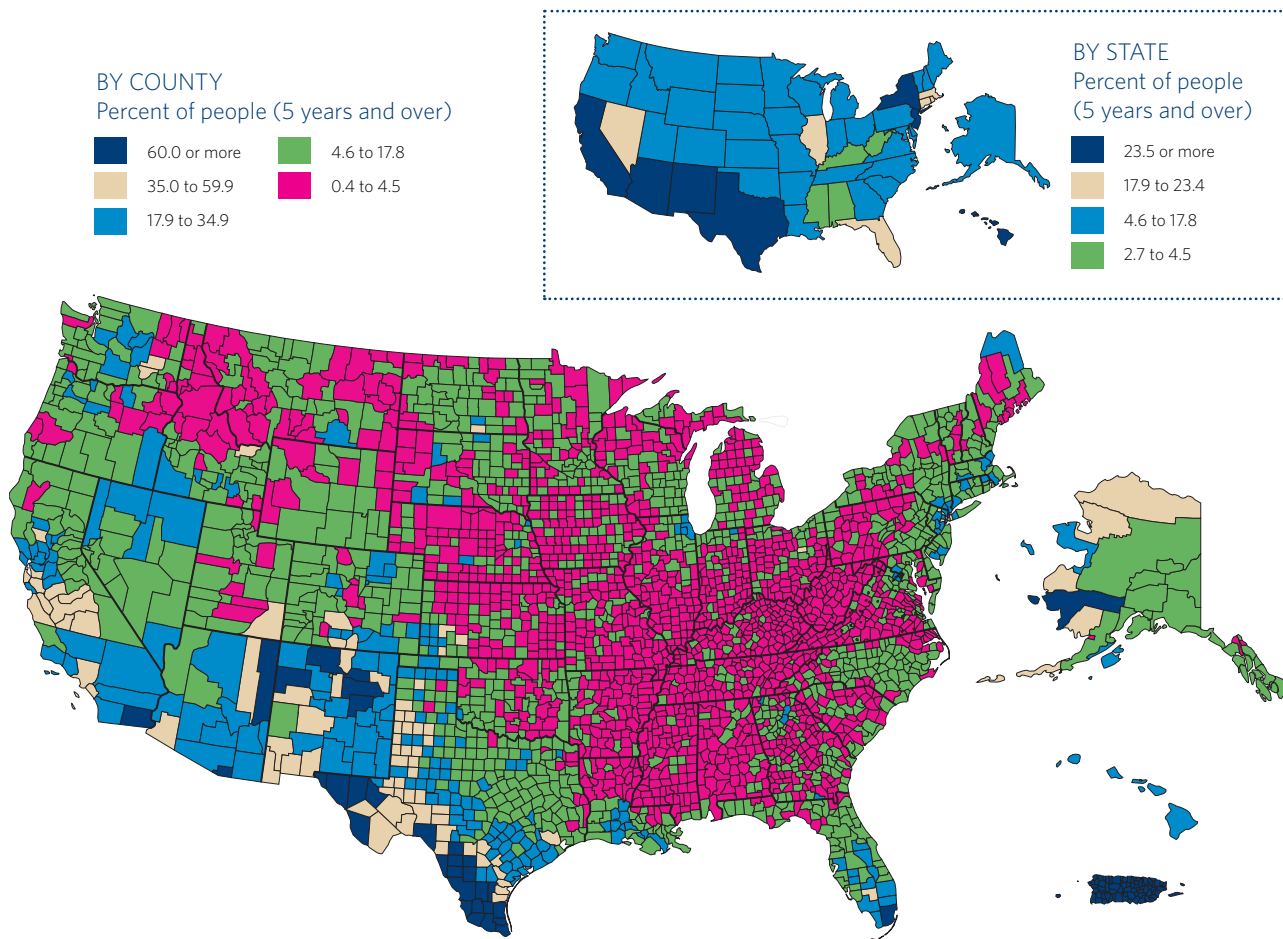 BY COUNTY
Percent of people (5 years and over)
60.0 or more
35.0 to 59.9
17.9 to 34.9
4.6 to 17.8
0.4 to 4.5
BY STATE
Percent of people
(5 years and over)
23.5 or more
17.9 to 23.4
4.6 to 17.8
2.7 to 4.5